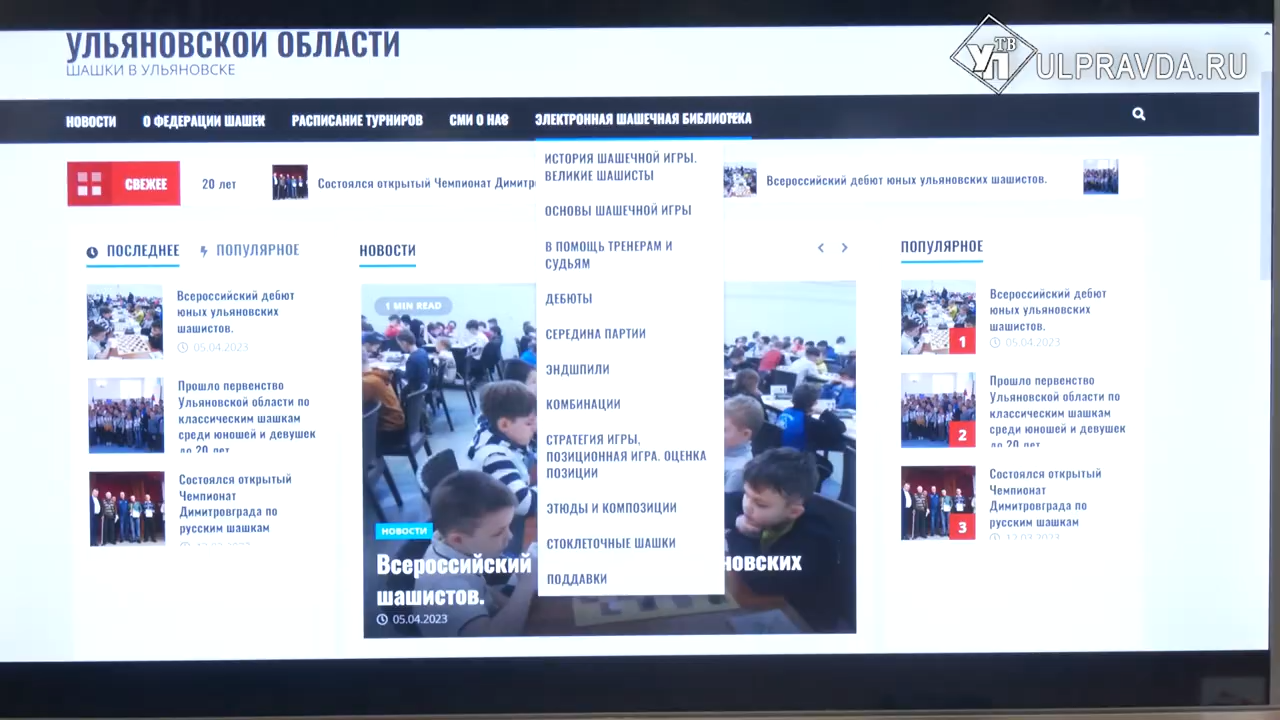 УЛЬЯНОВСКОЙ ОБЛАСТИ
ШАШКИ В УЛЬЯНОВСКЕ
ТВ
УП
ULPRAVDA.RU
НОВОСТИ
О ФЕДЕРАЦИИ ШАШЕК
РАСПИСАНИЕ ТУРНИРОВ
СМИ О НАС
ЭЛЕКТРОННАЯ ШАШЕЧНАЯ БИБЛИОТЕКА
СВЕЖЕЕ
20 лет
Состоялся открытый Чемпионат Димитр
Всероссийский дебют юных ульяновских шашистов.
ИСТОРИЯ ШАШЕЧНОЙ ИГРЫ.
ВЕЛИКИЕ ШАШИСТЫ
ОСНОВЫ ШАШЕЧНОЙ ИГРЫ
В ПОМОЩЬ ТРЕНЕРАМ И
СУДЬЯМ
ДЕБЮТЫ
СЕРЕДИНА ПАРТИИ
ЭНДШПИЛИ
КОМБИНАЦИИ
СТРАТЕГИЯ ИГРЫ,
ПОЗИЦИОННАЯ ИГРА. ОЦЕНКА
ПОЗИЦИИ
ЭТЮДЫ И КОМПОЗИЦИИ
СТОКЛЕТОЧНЫЕ ШАШКИ
ПОДДАВКИ
ПОСЛЕДНЕЕ
ПОПУЛЯРНОЕ
Всероссийский дебют
юных ульяновских
шашистов.
05.04.2023
Прошло первенство
Ульяновской области по
классическим шашкам
среди юношей и девушек
до 20 лет
Состоялся открытый
Чемпионат
Димитровграда по
русским шашкам
НОВОСТИ
1 MIN READ
НОВОСТИ
Всероссийский новских
шашистов.
05.04.2023
ПОПУЛЯРНОЕ
Всероссийский дебют
юных ульяновских
шашистов.
05.04.2023
1
Прошло первенство
Ульяновской области по
классическим шашкам
среди юношей и девушек
до 20 лет
2
Состоялся открытый
Чемпионат
Димитровграда по
русским шашкам
3